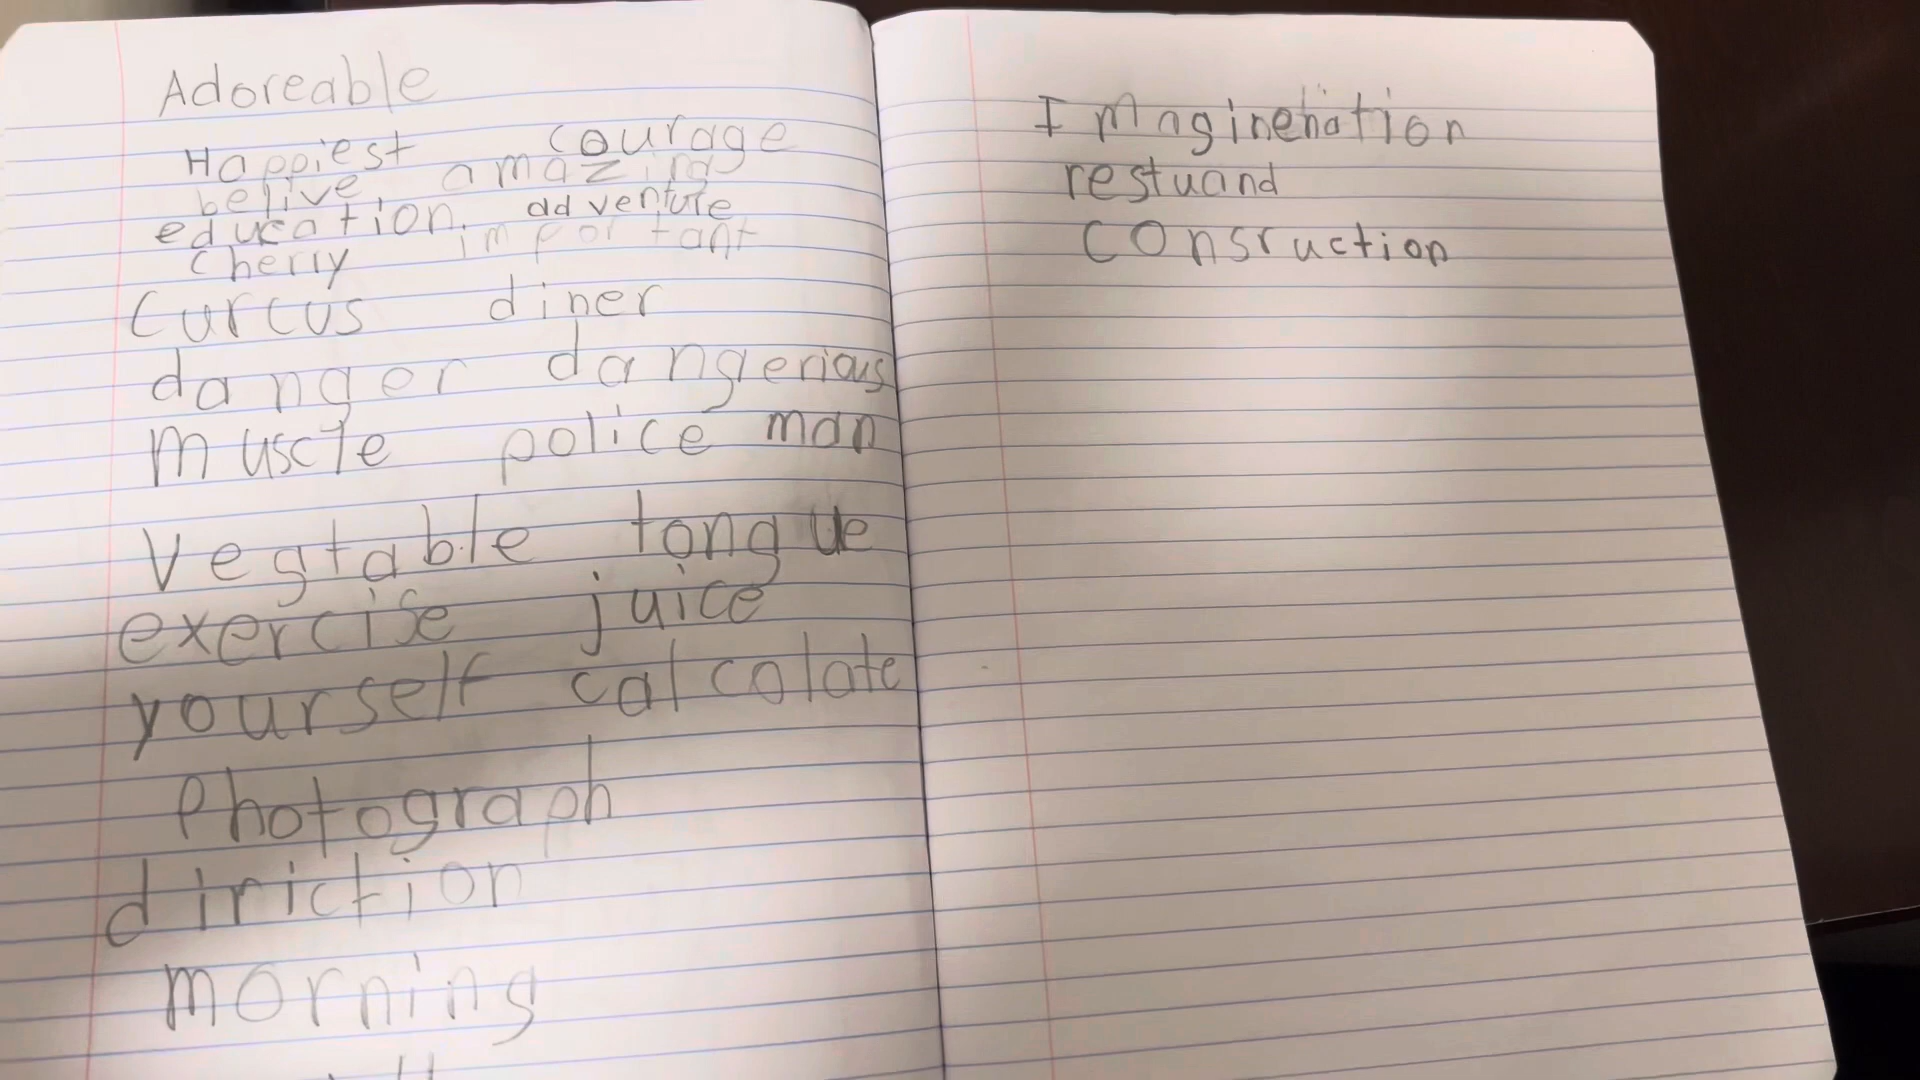 Adoreable
Happiest courage
belive amazing
education. adventure
cherry important
Curcus diner
danger dangerious
muscle police man
Vegtable tongue
exercise juice
yourself calcolate
Photograph
diriction
morning
Imaginehation
restuand
consruction